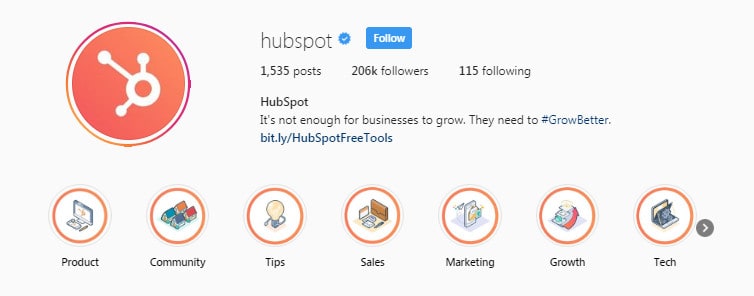 hubspot Follow
1,535 posts 206k followers 115 following
HubSpot
It's not enough for businesses to grow. They need to #GrowBetter.
bit.ly/HubSpotFreeTools
Product Community Tips Sales Marketing Growth Tech